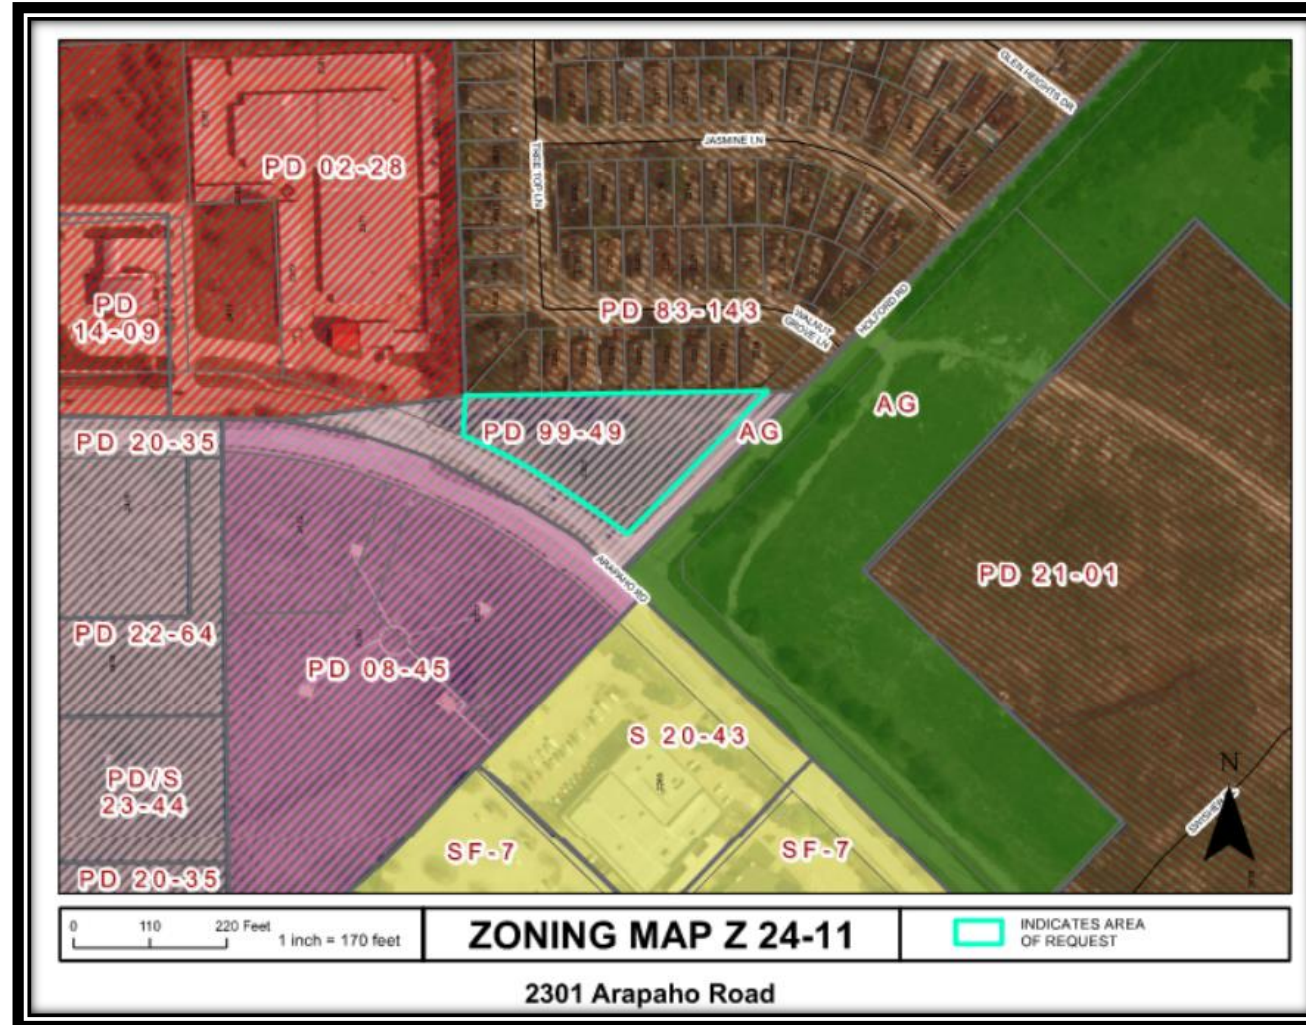 GLEN HEIGHTS DR
JASMINE LN
TREE TOP LN
PD 02-28
PD
14-09
PD 83-143
WALNUT
GROVE LN
HOLFORD RD
PD 99-49
AG
AG
PD 20-35
ARAPAHO RD
PD 21-01
PD 22-64
PD 08-45
S 20-43
PD/S
23-44
SF-7
SF-7
PD 20-35
N
0 110 220 Feet
1 inch = 170 feet
ZONING MAP Z 24-11
INDICATES AREA
OF REQUEST
2301 Arapaho Road